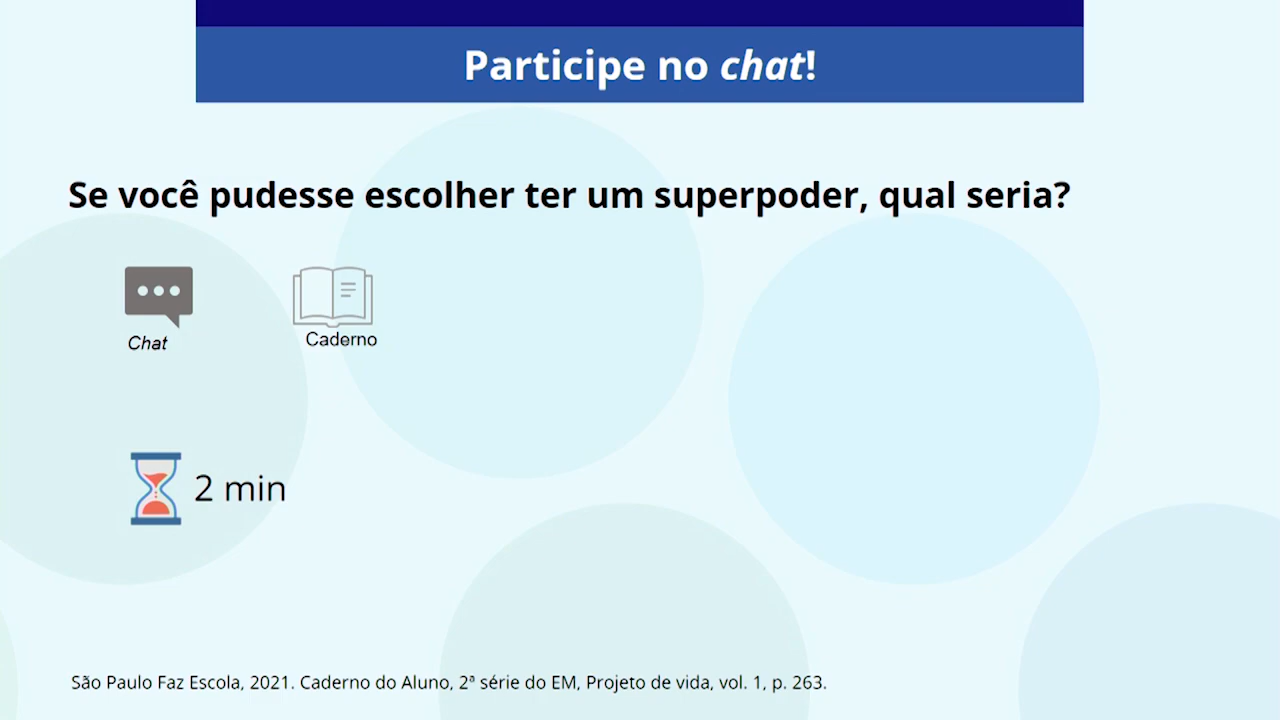 Participe no chat!
Se você pudesse escolher ter um superpoder, qual seria?
Chat
Caderno
2 min
São Paulo Faz Escola, 2021. Caderno do Aluno, 2ª série do EM, Projeto de vida, vol. 1, p. 263.